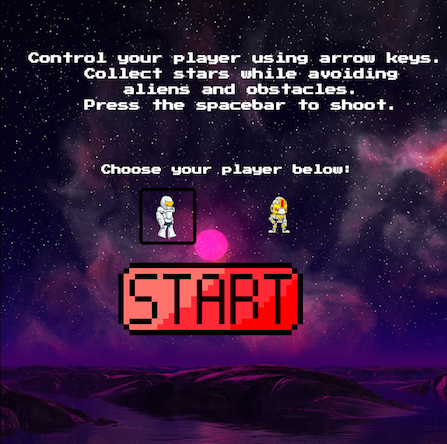 Control your player using arrow keys.
Collect stars while avoiding
aliens and obstacles.
Press the spacebar to shoot.
Choose your player below:
START